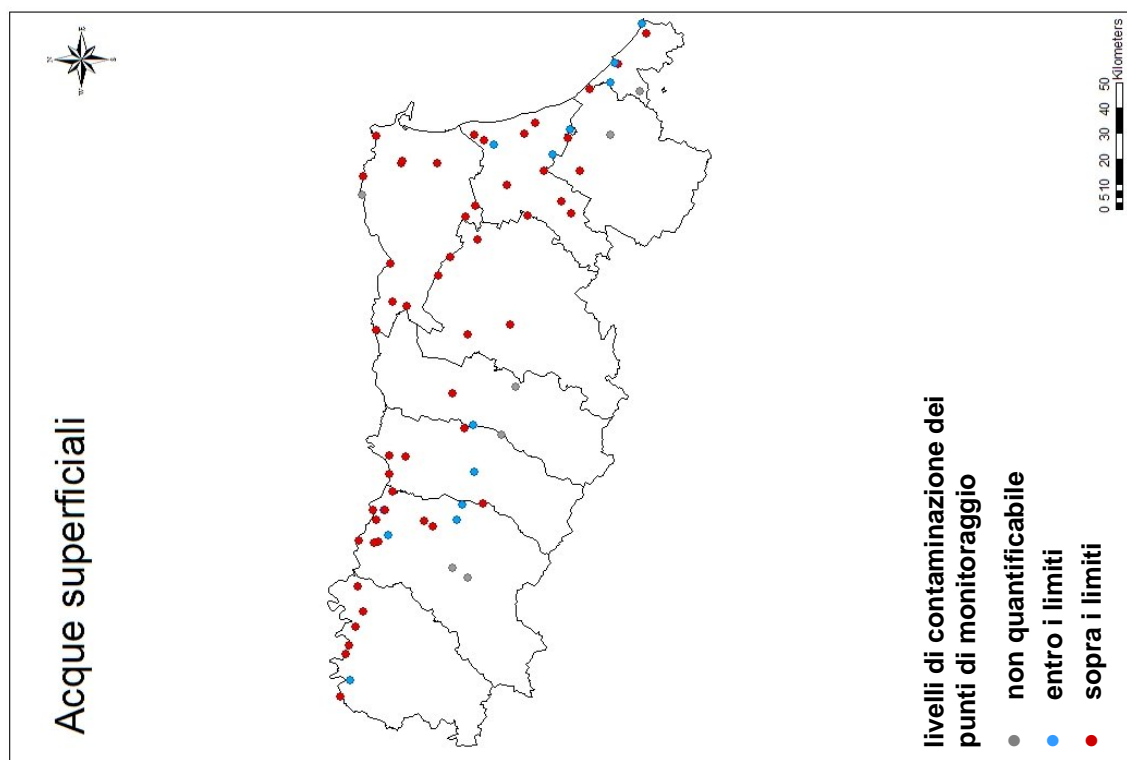 Acque superficiali
livelli di contaminazione dei
punti di monitoraggio
non quantificabile
entro i limiti
sopra i limiti
0 5 10 20 30 40 50
Kilometers